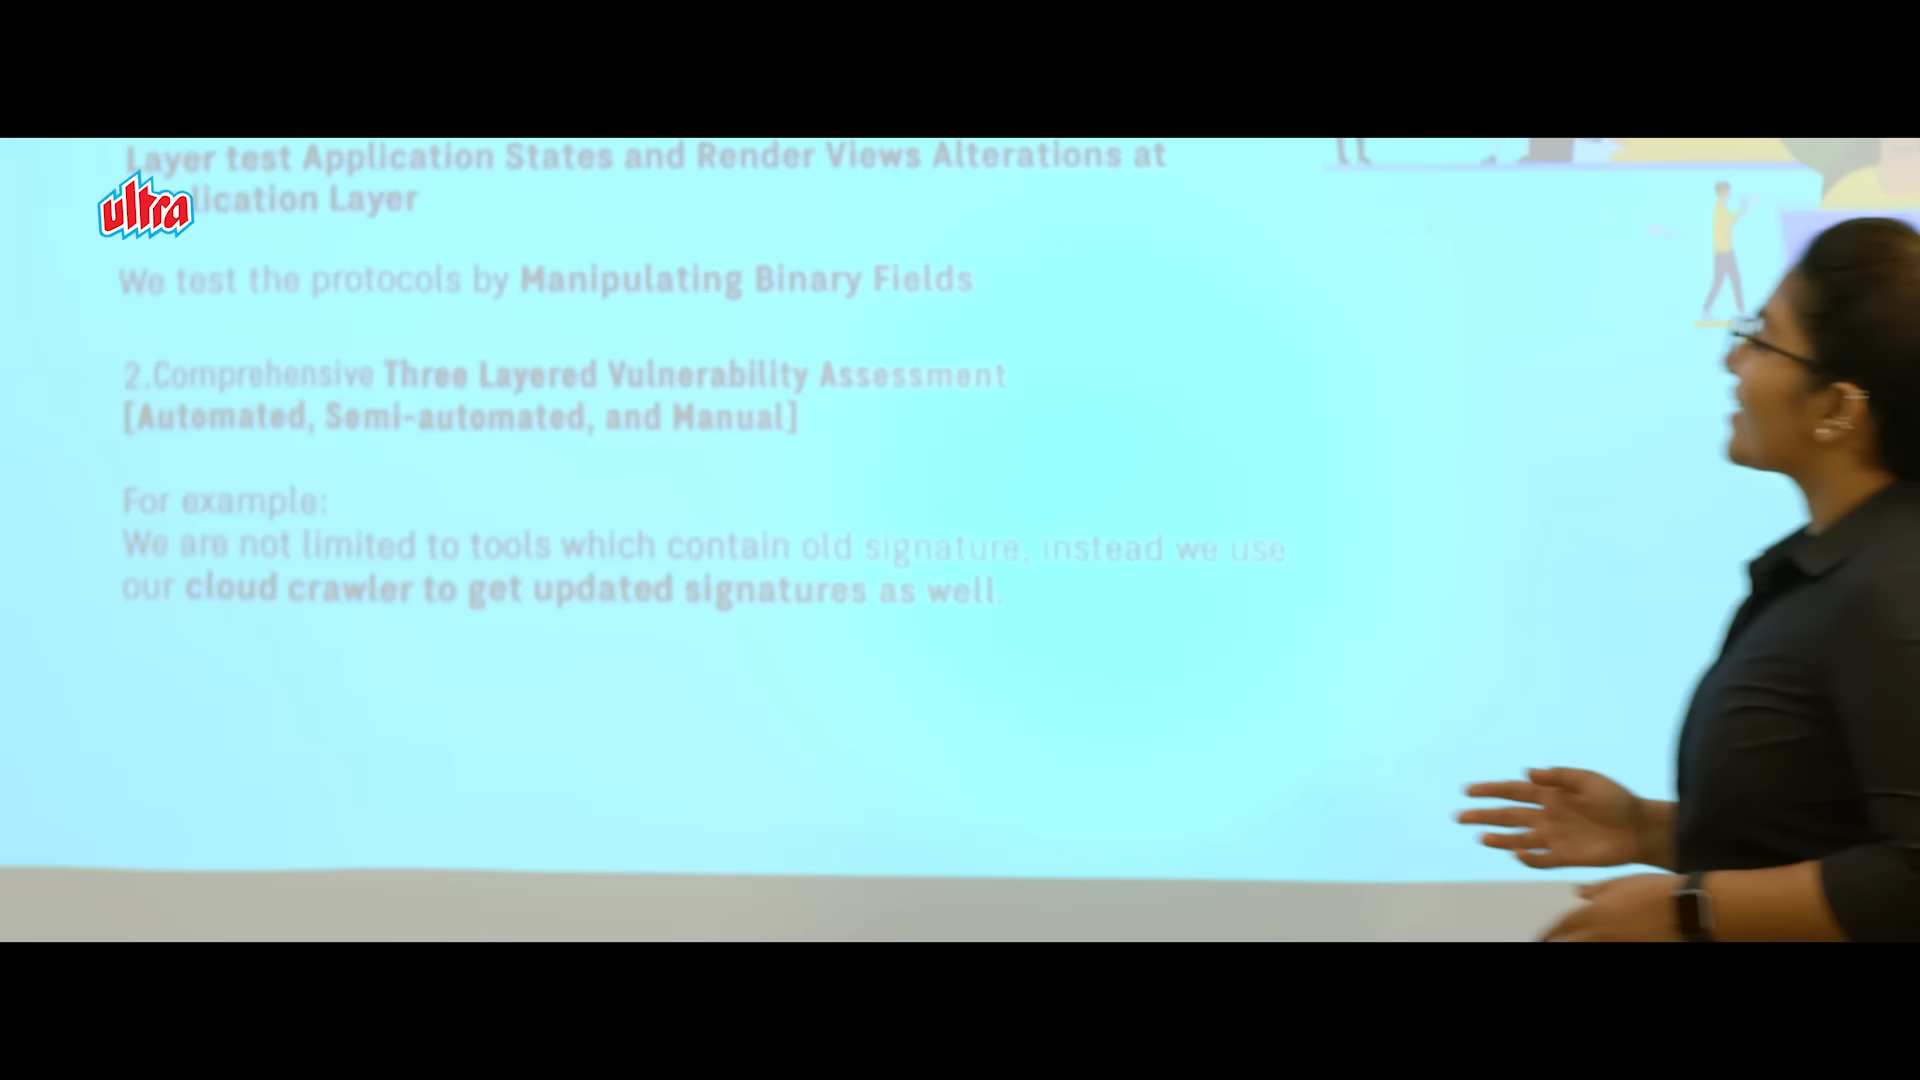 Layer test Application States and Render Views Alterations at
lication Layer
ultra
We test the protocols by Manipulating Binary Fields
2.Comprehensive Three Layered Vulnerability Assessment
[Automated, Semi-automated, and Manual]
For example:
We are not limited to tools which contain old signature, instead we use
our cloud crawler to get updated signatures as well.